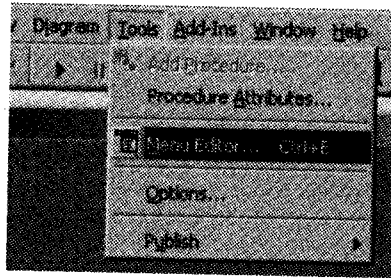 Diagram Tools Add-Ins Window Help
Add Procedure...
Procedure Attributes...
Menu Editor... Ctrl+E
Options...
Publish